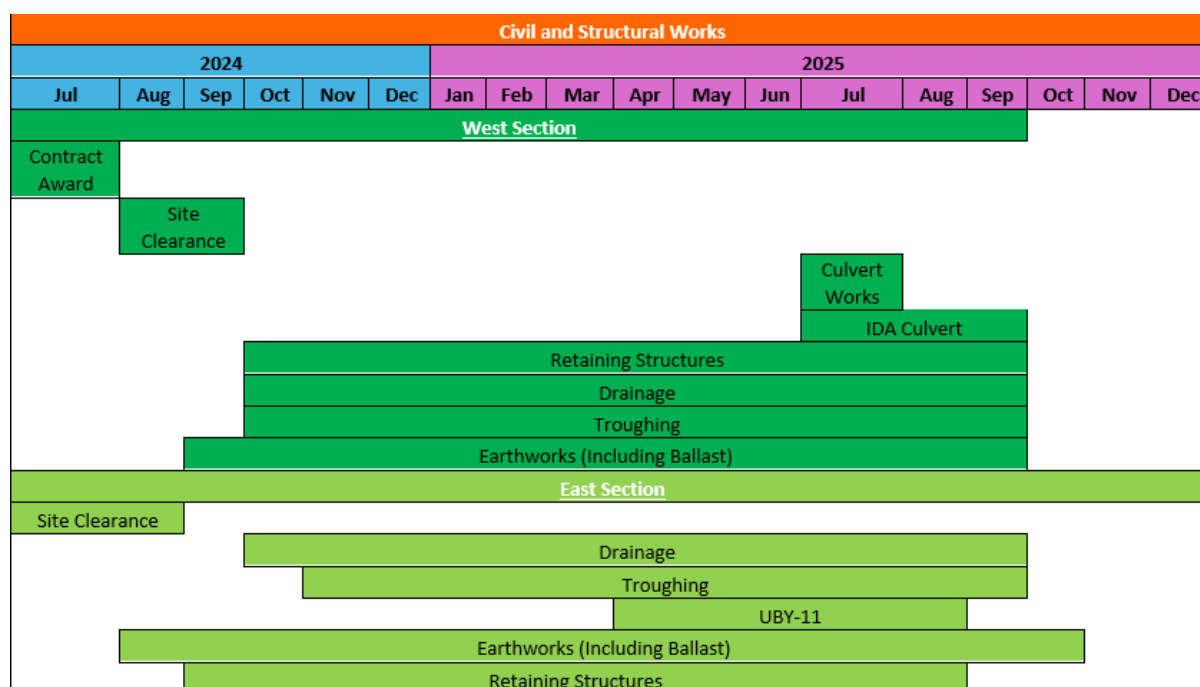 Civil and Structural Works
2024 2025
Jul Aug Sep Oct Nov Dec Jan Feb Mar Apr May Jun Jul Aug Sep Oct Nov Dec
West Section
Contract
Award
Site
Clearance
Culvert
Works
IDA Culvert
Retaining Structures
Drainage
Troughing
Earthworks (Including Ballast)
East Section
Site Clearance
Drainage
Troughing
UBY-11
Earthworks (Including Ballast)
Retaining Structures